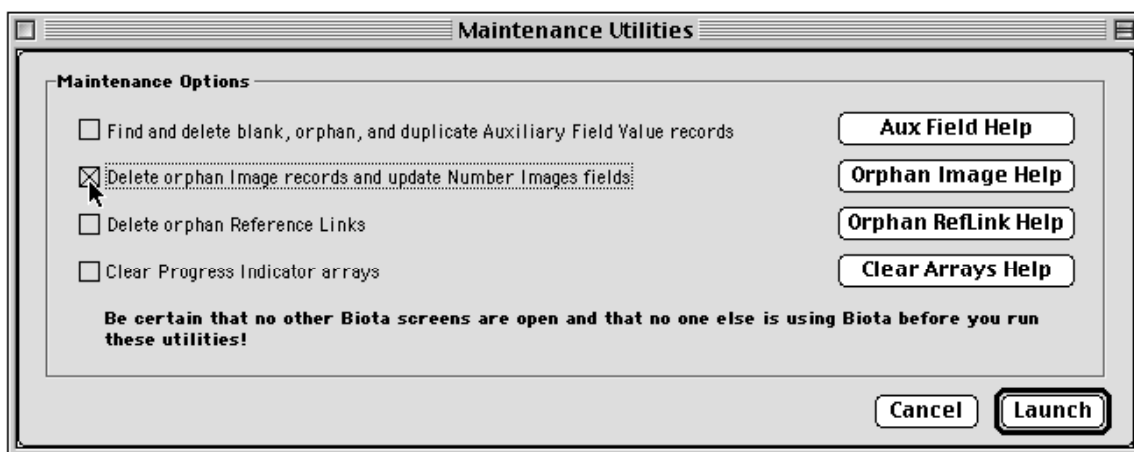 Maintenance Utilities
Maintenance Options
Find and delete blank, orphan, and duplicate Auxiliary Field Value records
Aux Field Help
Delete orphan Image records and update Number Images fields
Orphan Image Help
Delete orphan Reference Links
Orphan RefLink Help
Clear Progress Indicator arrays
Clear Arrays Help
Be certain that no other Biota screens are open and that no one else is using Biota before you run
these utilities!
Cancel
Launch